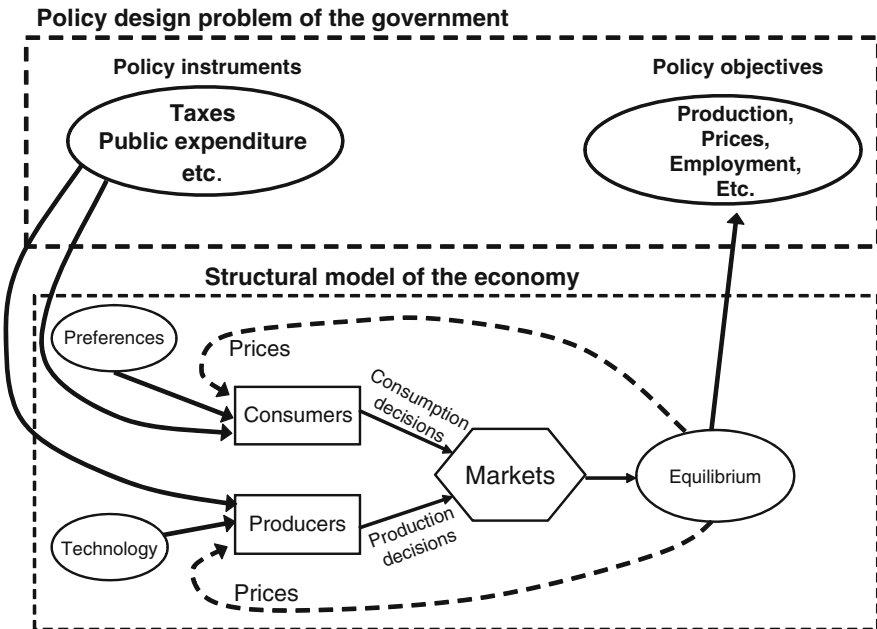 Policy design problem of the government
Policy instruments
Taxes
Public expenditure
etc.
Policy objectives
Production,
Prices,
Employment,
Etc.
Structural model of the economy
Preferences
Prices
Consumers
Consumption
decisions
Markets
Equilibrium
Producers
Production
decisions
Technology
Prices